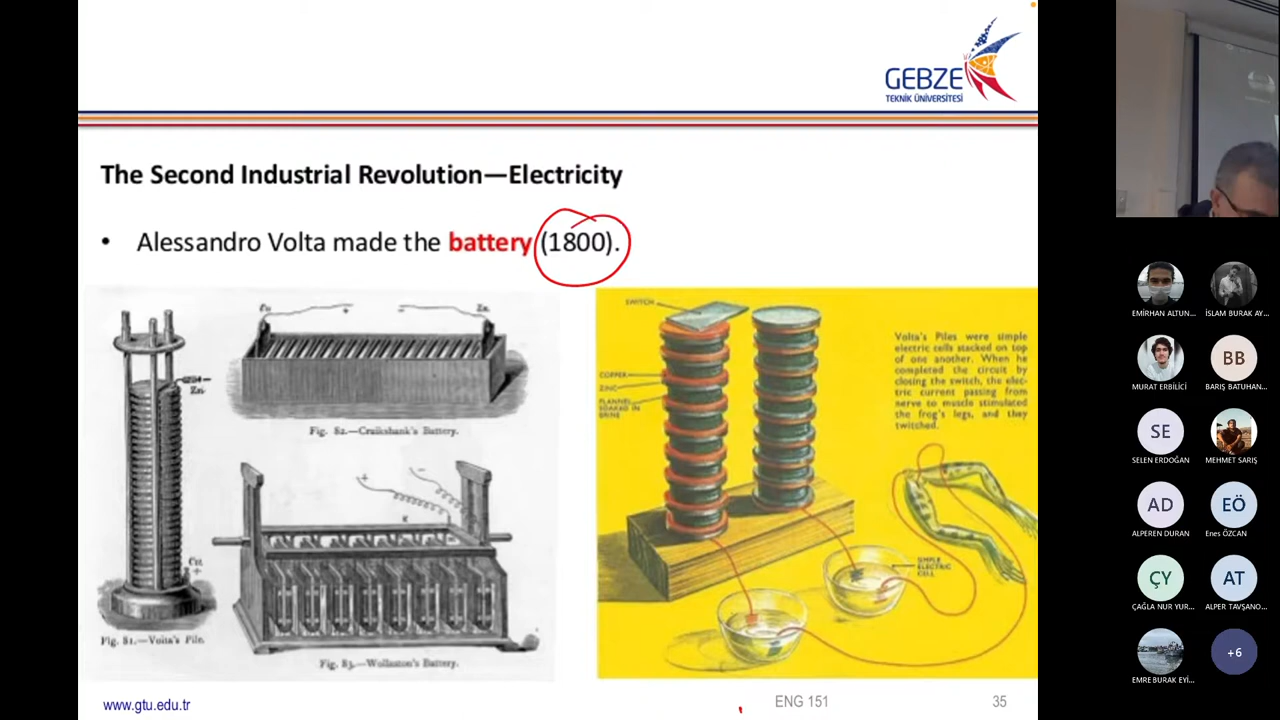 GEBZE
TEKNİK ÜNİVERSİTESİ
The Second Industrial Revolution—Electricity
• Alessandro Volta made the battery (1800).
Zn.
Fig. 82.—Cruikshank's Battery.
Zn
Cu
Fig. 81.—Volta's Pile.
Fig. 83.—Wollaston's Battery.
SWITCH
COPPER
ZINC
FLANNEL
SOAKED IN
BRINE
Volta's Piles were simple
electric cells stacked on top
of one another. When he
completed the circuit by
closing the switch, the elec-
tric current passing from
nerve to muscle stimulated
the frog's legs, and they
twitched.
SIMPLE
ELECTRIC
CELL
www.gtu.edu.tr
ENG 151
35
EMİRHAN ALTUN...
İSLAM BURAK AY...
MURAT ERBİLİCİ
BB
BARIŞ BATUHAN...
SE
SELEN ERDOĞAN
MEHMET SARIŞ
AD
ALPEREN DURAN
EÖ
Enes ÖZCAN
ÇY
ÇAĞLA NUR YUR...
AT
ALPER TAVŞANO...
EMRE BURAK EYİ...
+6